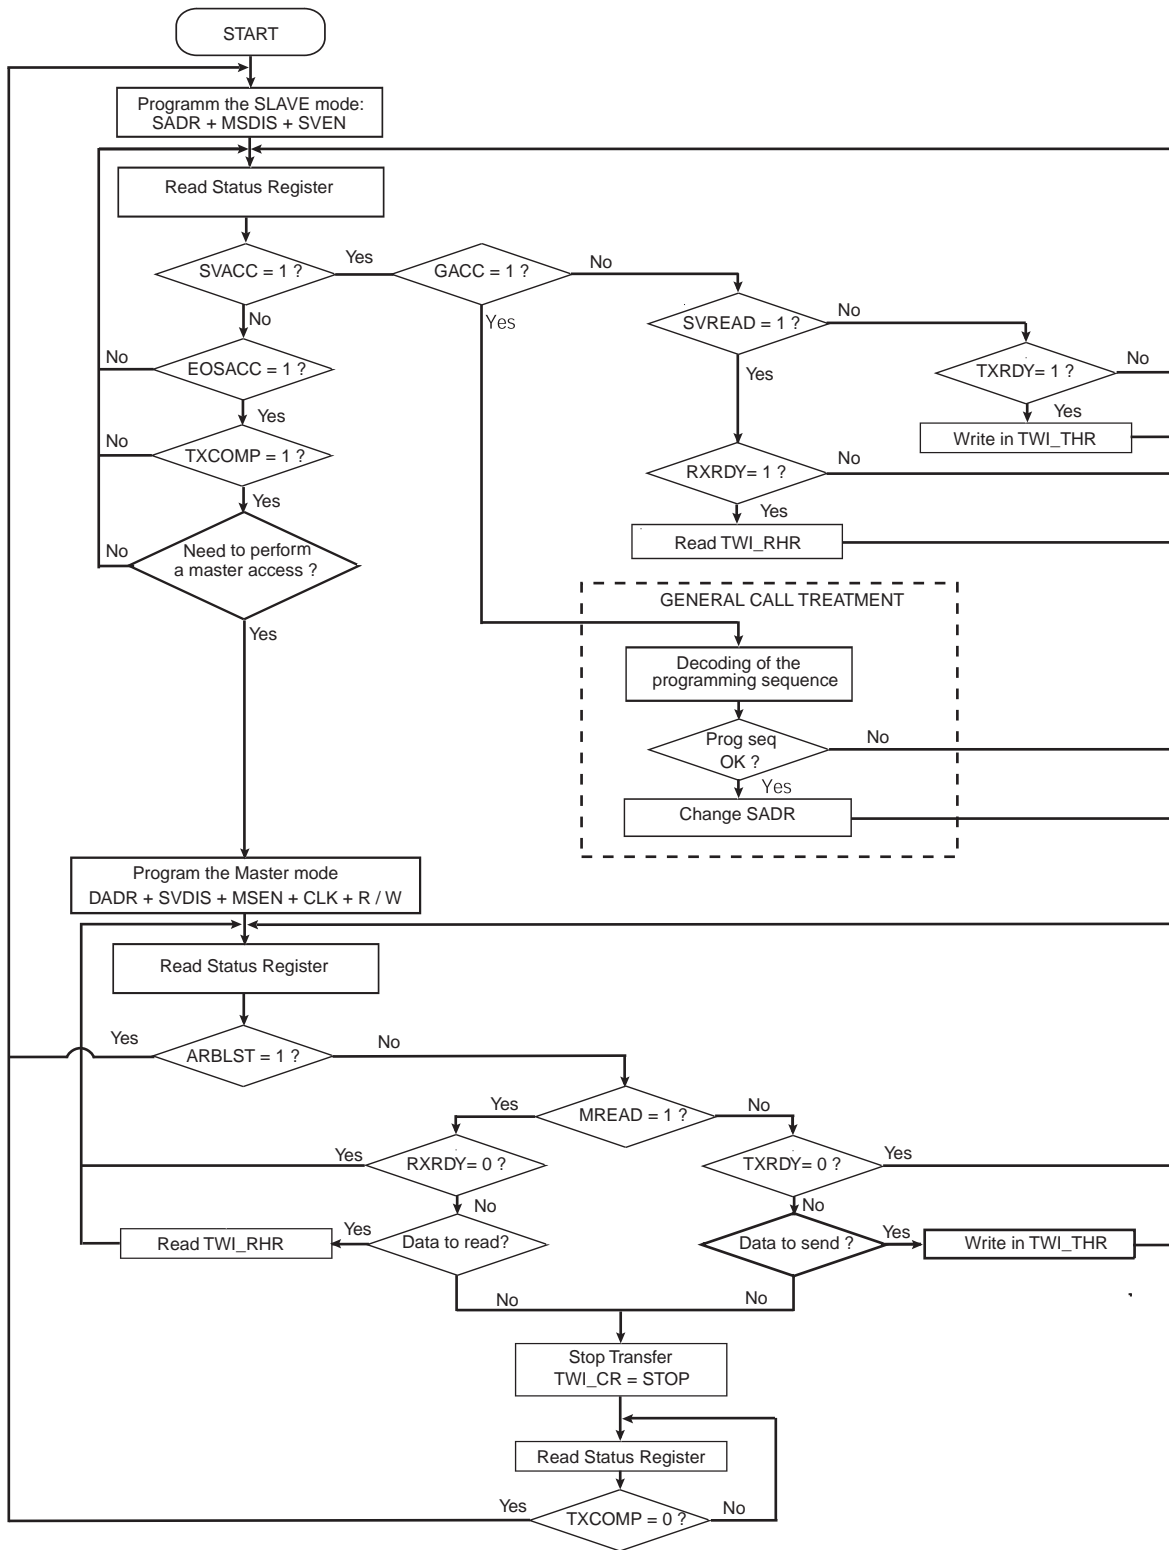 START
Programm the SLAVE mode:
SADR + MSDIS + SVEN
Read Status Register
SVACC = 1 ?
Yes
GACC = 1 ?
No
No
Yes
SVREAD = 1 ?
No
No
EOSACC = 1 ?
Yes
TXRDY= 1 ?
No
Yes
Yes
Write in TWI_THR
No
TXCOMP = 1 ?
RXRDY= 1 ?
No
Yes
Yes
Read TWI_RHR
No
Need to perform
a master access ?
Yes
GENERAL CALL TREATMENT
Decoding of the
programming sequence
Prog seq
OK ?
No
Yes
Change SADR
Program the Master mode
DADR + SVDIS + MSEN + CLK + R / W
Read Status Register
Yes
ARBLST = 1 ?
No
Yes
MREAD = 1 ?
No
Yes
RXRDY= 0 ?
TXRDY= 0 ?
Yes
No
No
Read TWI_RHR
Yes
Data to read?
Data to send ?
Yes
Write in TWI_THR
No
No
Stop Transfer
TWI_CR = STOP
Read Status Register
Yes
TXCOMP = 0 ?
No